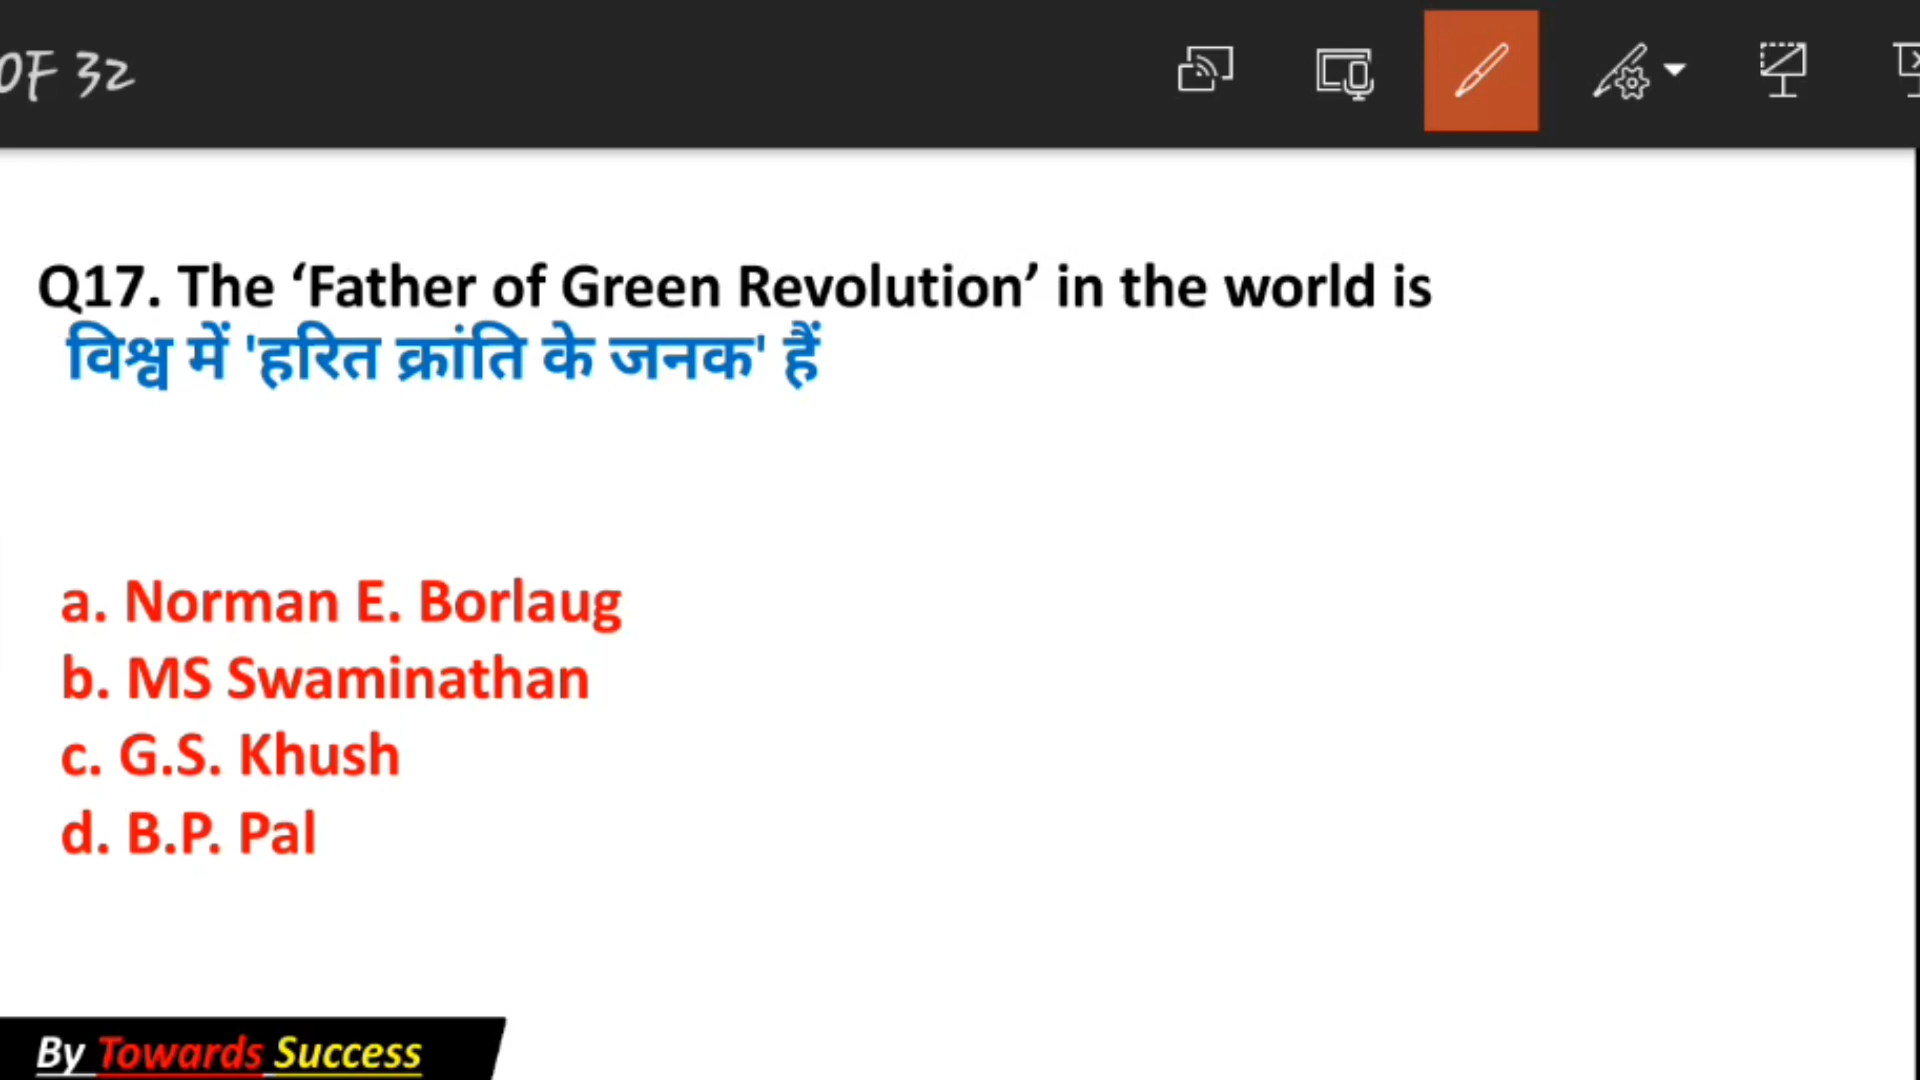 OF 32
Q17. The ‘Father of Green Revolution’ in the world is
विश्व में 'हरित क्रांति के जनक' हैं
a. Norman E. Borlaug
b. MS Swaminathan
c. G.S. Khush
d. B.P. Pal
By Towards Success